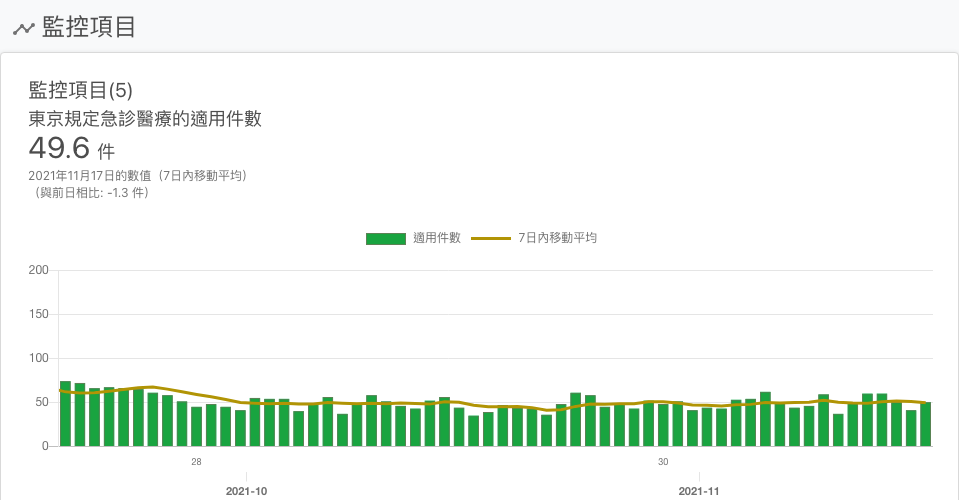 監控項目
監控項目(5)
東京規定急診醫療的適用件數
49.6 件
2021年11月17日的數值（7日內移動平均）
（與前日相比: -1.3 件）
適用件數 7日內移動平均
200
150
100
50
0
28 30
2021-10 2021-11